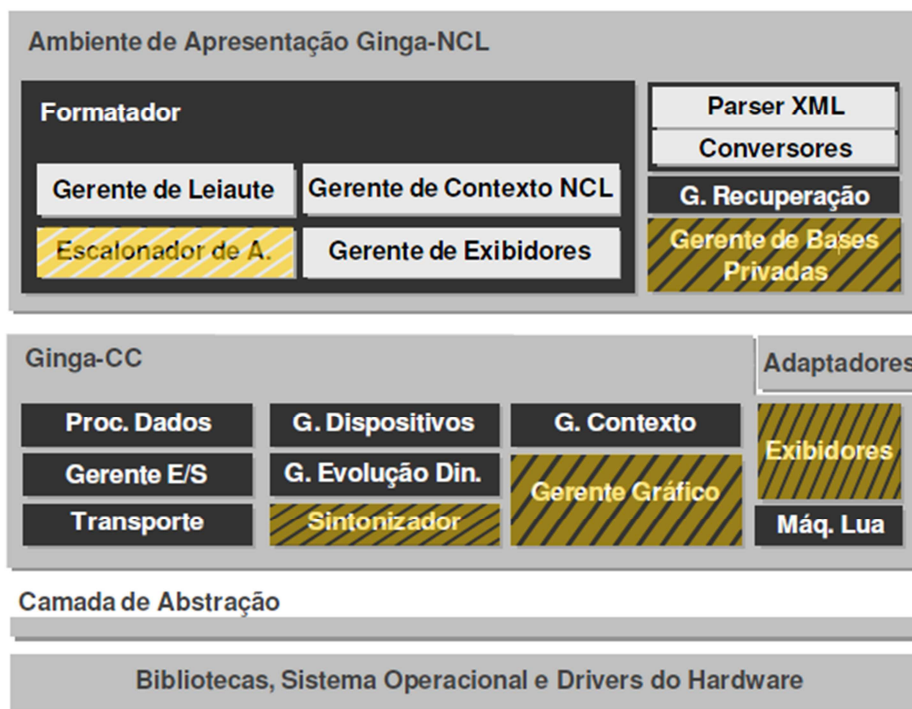 Ambiente de Apresentação Ginga-NCL
Formatador
Gerente de Leiaute
Gerente de Contexto NCL
Escalonador de A.
Gerente de Exibidores
Parser XML
Conversores
G. Recuperação
Gerente de Bases
Privadas
Ginga-CC
Adaptadores
Proc. Dados
G. Dispositivos
G. Contexto
Gerente E/S
G. Evolução Din.
Gerente Gráfico
Exibidores
Transporte
Sintonizador
Máq. Lua
Camada de Abstração
Bibliotecas, Sistema Operacional e Drivers do Hardware